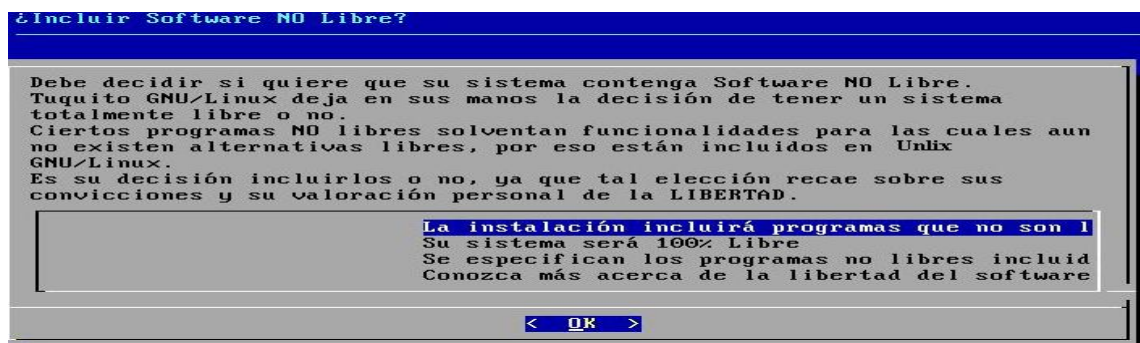 ¿Incluir Software NO Libre?
Debe decidir si quiere que su sistema contenga Software NO Libre.
Tuquito GNU/Linux deja en sus manos la decisión de tener un sistema
totalmente libre o no.
Ciertos programas NO libres solventan funcionalidades para las cuales aun
no existen alternativas libres, por eso están incluidos en Unlix
GNU/Linux.
Es su decisión incluirlos o no, ya que tal elección recae sobre sus
convicciones y su valoración personal de la LIBERTAD.
La instalación incluirá programas que no son l
Su sistema será 100% Libre
Se especifican los programas no libres includ
Conozca más acerca de la libertad del software
< OK >